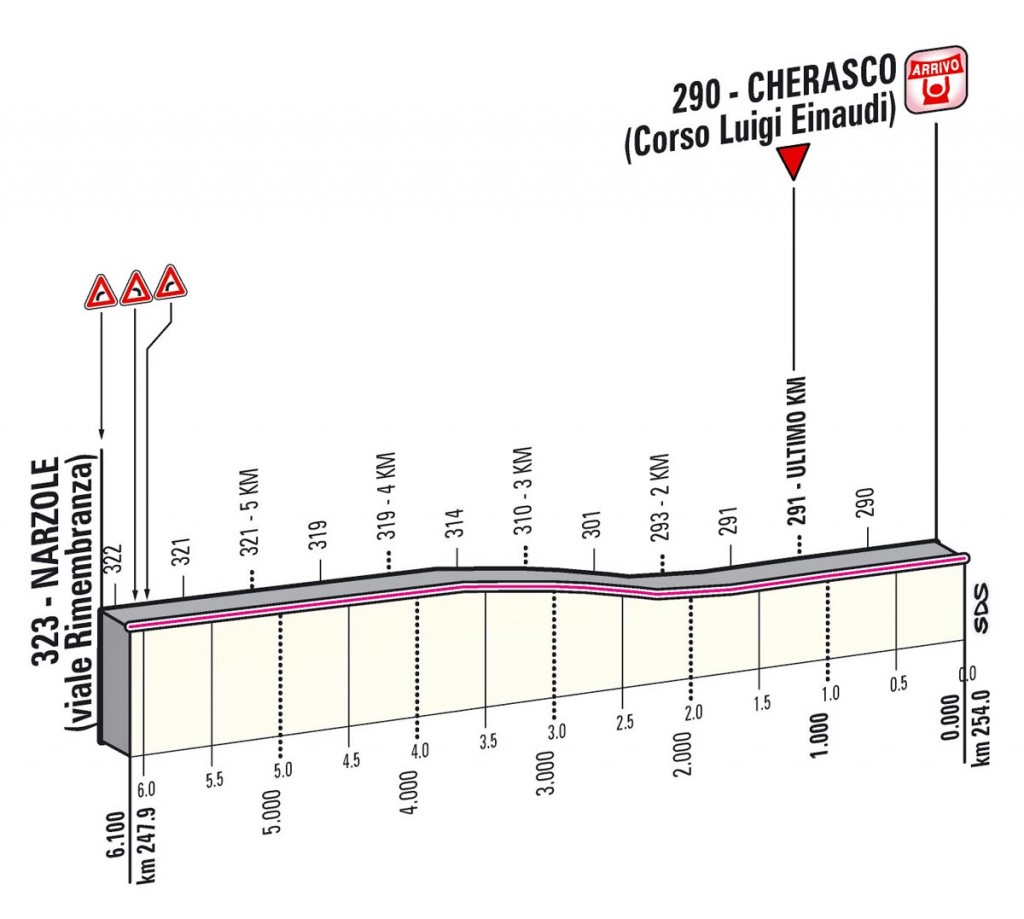 290 - CHERASCO
(Corso Luigi Einaudi)
ARRIVO
323 - NARZOLE
(viale Rimembranza)
322
321
321 - 5 KM
319
319 - 4 KM
314
310 - 3 KM
301
293 - 2 KM
291
291 - ULTIMO KM
290
SDS
6.0
5.5
5.0
4.5
4.0
3.5
3.0
2.5
2.0
1.5
1.0
0.5
0.0
6.100
km 247.9
5.000
4.000
3.000
2.000
1.000
0.000
km 254.0